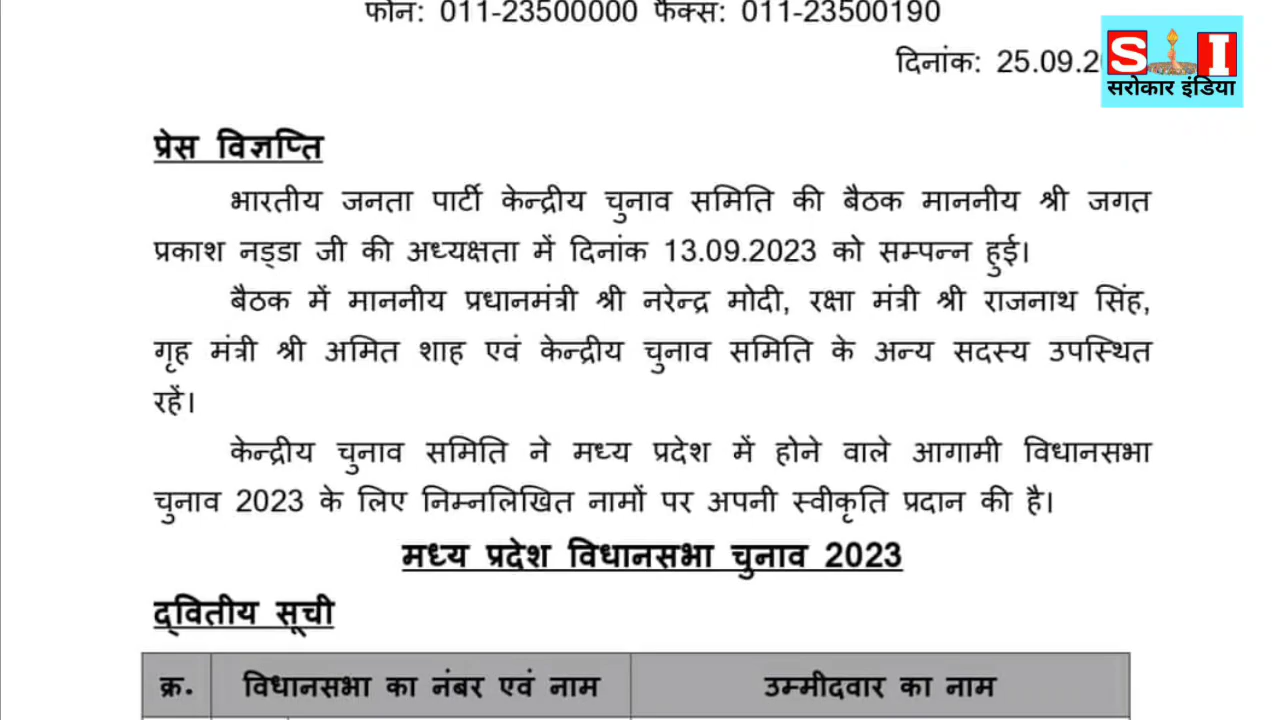 फोन: 011-23500000 फैक्स: 011-23500190
दिनांक: 25.09.2
S I
सरोकार इंडिया
प्रेस विज्ञप्ति
भारतीय जनता पार्टी केन्द्रीय चुनाव समिति की बैठक माननीय श्री जगत
प्रकाश नड्डा जी की अध्यक्षता में दिनांक 13.09.2023 को सम्पन्न हुई।
बैठक में माननीय प्रधानमंत्री श्री नरेन्द्र मोदी, रक्षा मंत्री श्री राजनाथ सिंह,
गृह मंत्री श्री अमित शाह एवं केन्द्रीय चुनाव समिति के अन्य सदस्य उपस्थित
रहें।
केन्द्रीय चुनाव समिति ने मध्य प्रदेश में होने वाले आगामी विधानसभा
चुनाव 2023 के लिए निम्नलिखित नामों पर अपनी स्वीकृति प्रदान की है।
मध्य प्रदेश विधानसभा चुनाव 2023
द्वितीय सूची
क्र. विधानसभा का नंबर एवं नाम उम्मीदवार का नाम